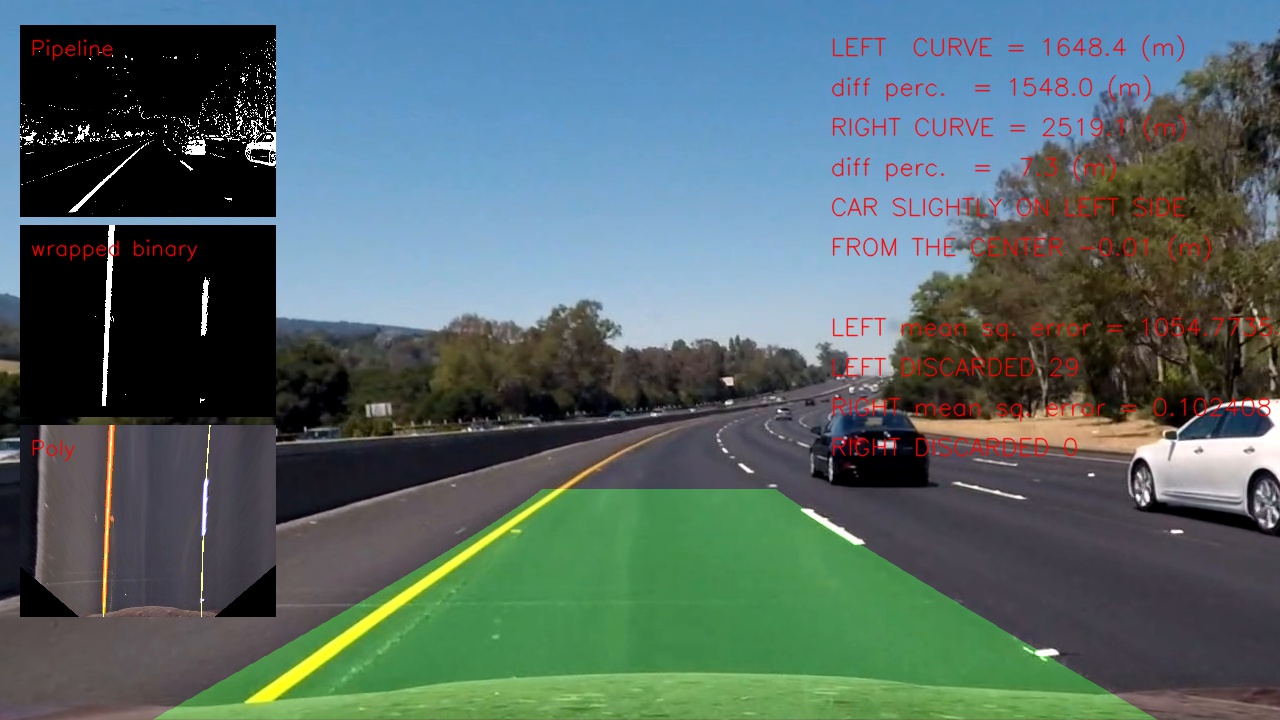 Pipeline
wrapped binary
Poly
LEFT CURVE = 1648.4 (m)
diff perc. = 1548.0 (m)
RIGHT CURVE = 2519.1 (m)
diff perc. = 7.3 (m)
CAR SLIGHTLY ON LEFT SIDE
FROM THE CENTER -0.01 (m)
LEFT mean sq. error = 1054.7735
LEFT DISCARDED 29
RIGHT mean sq. error = 0.102408
RIGHT DISCARDED 0